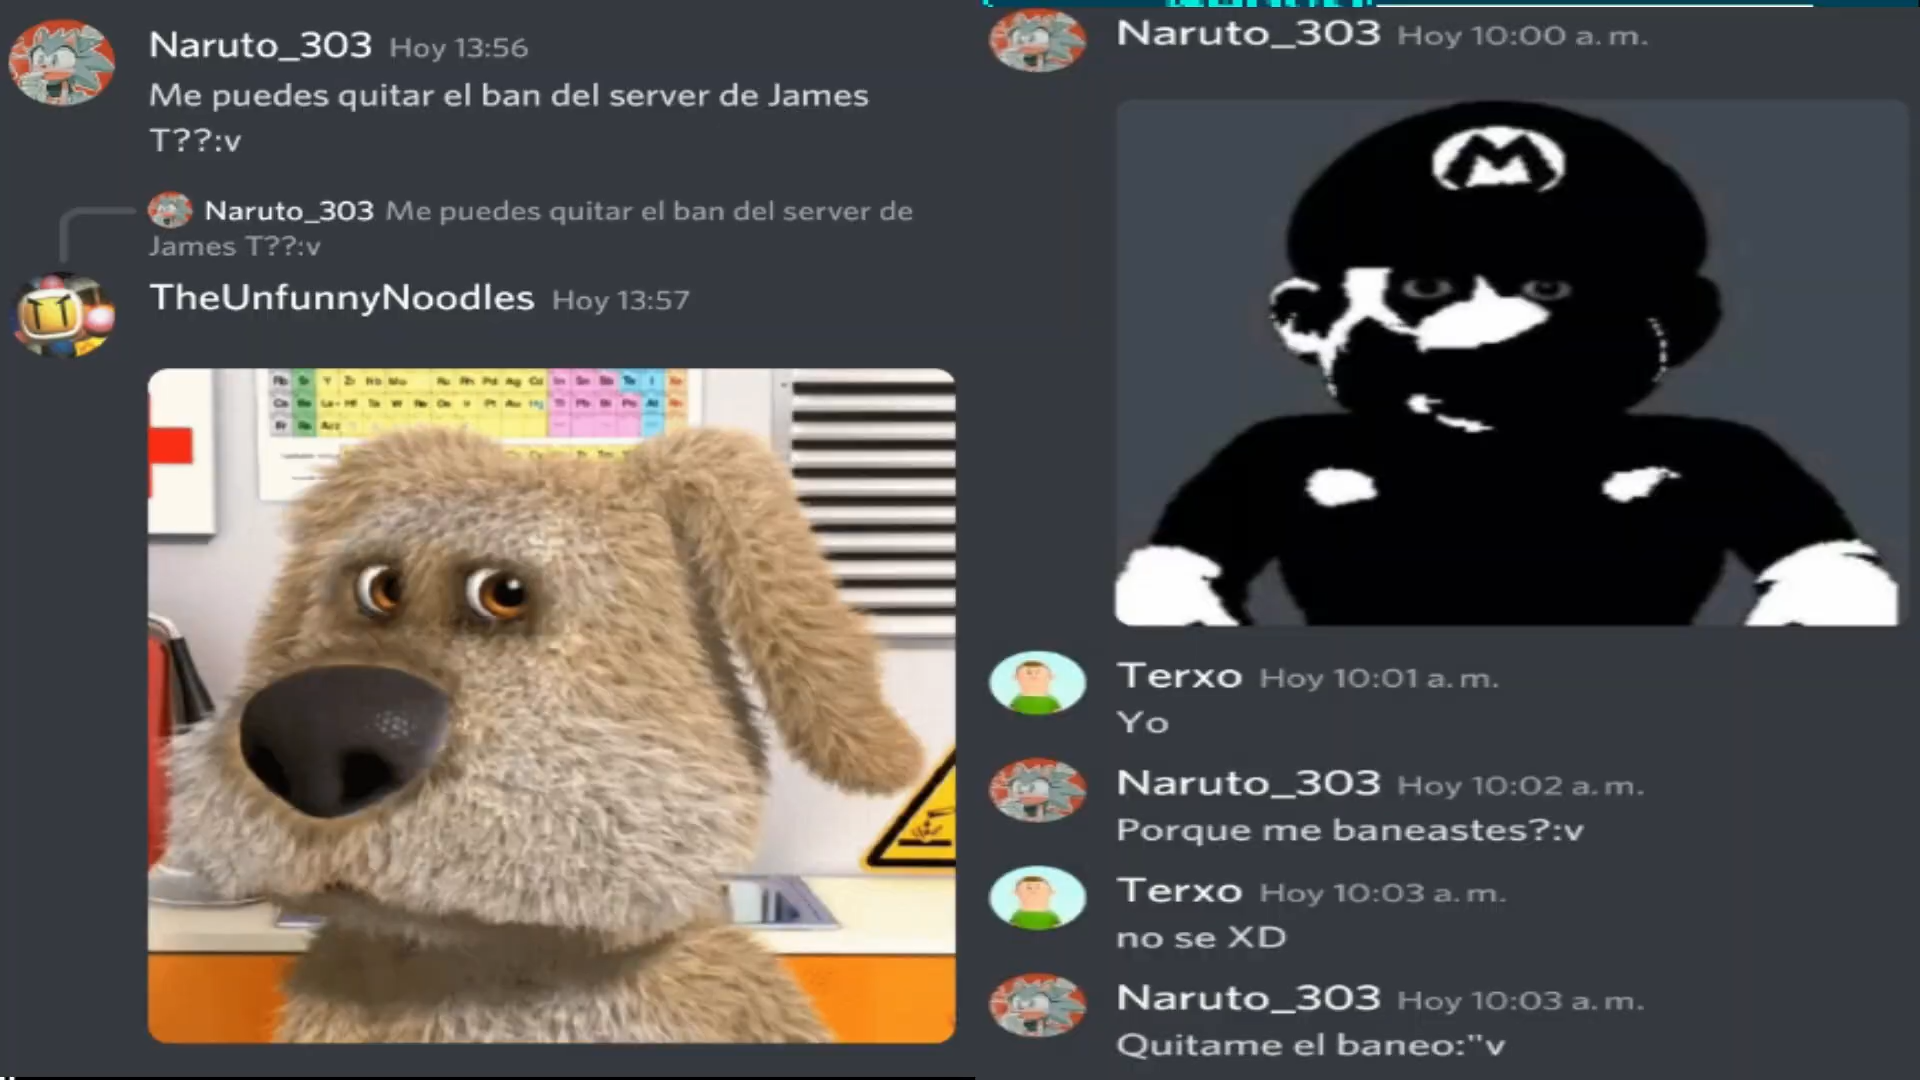 Naruto_303 Hoy 13:56
Me puedes quitar el ban del server de James
T??:v
Naruto_303 Me puedes quitar el ban del server de
James T??:v
TheUnfunnyNoodles Hoy 13:57
Naruto_303 Hoy 10:00 a. m.
M
Terxo Hoy 10:01 a. m.
Yo
Naruto_303 Hoy 10:02 a. m.
Porque me baneastes?:v
Terxo Hoy 10:03 a. m.
no se XD
Naruto_303 Hoy 10:03 a. m.
Quitame el baneo:"v